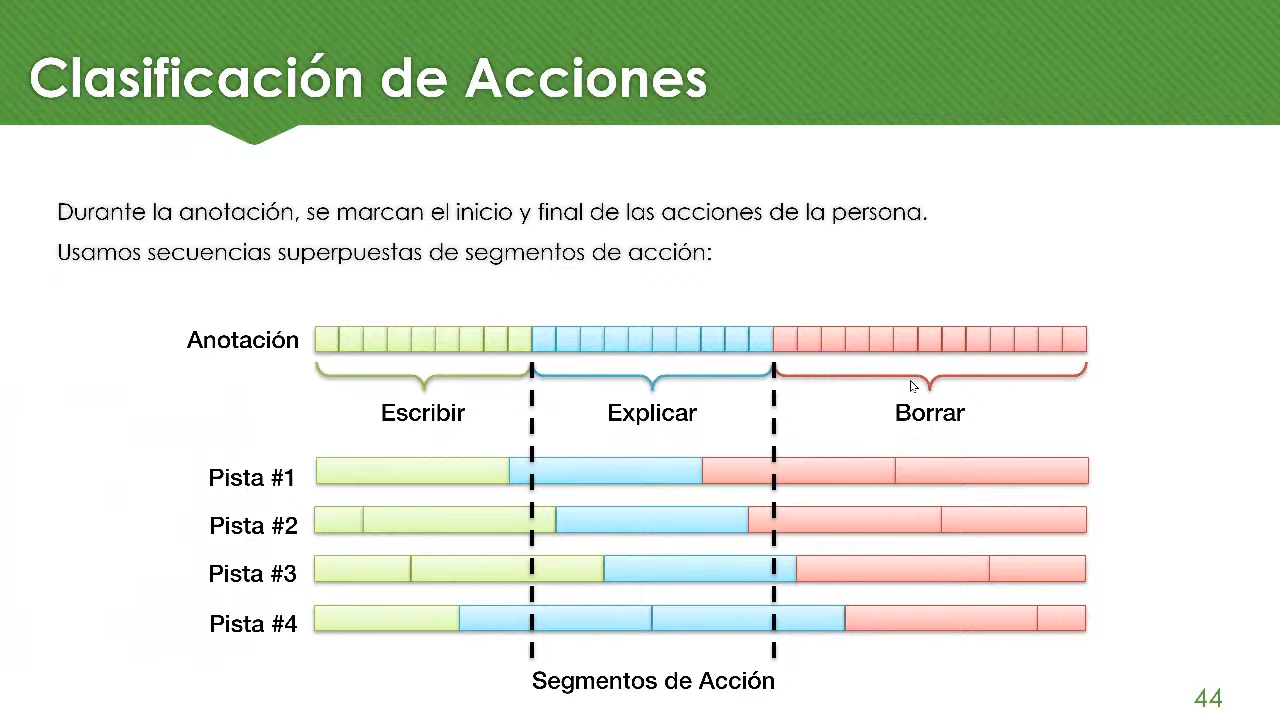 Clasificación de Acciones
Durante la anotación, se marcan el inicio y final de las acciones de la persona.
Usamos secuencias superpuestas de segmentos de acción:
Anotación
Escribir Explicar Borrar
Pista #1
Pista #2
Pista #3
Pista #4
Segmentos de Acción
44